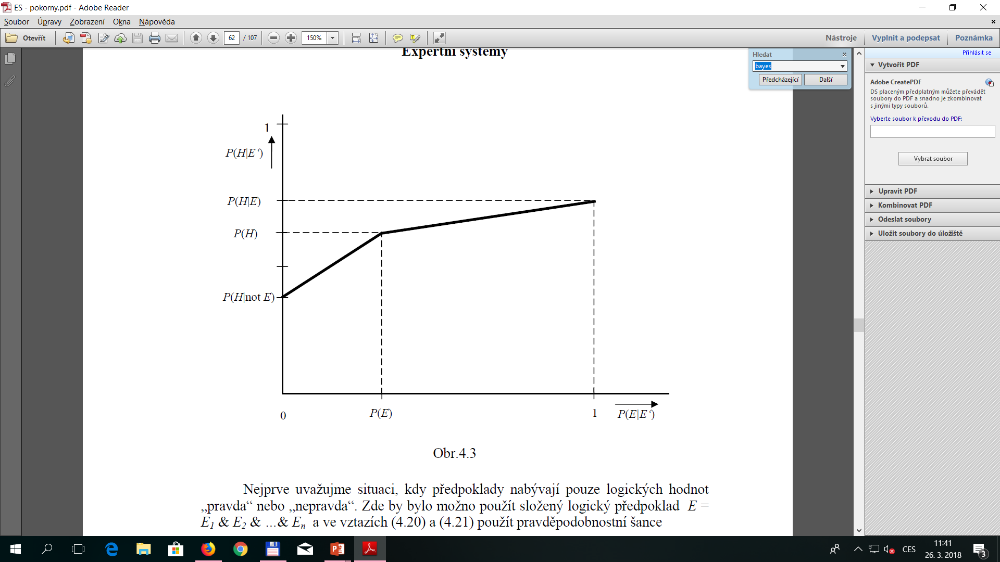 ES - pokorny.pdf - Adobe Reader
Soubor Úpravy Zobrazení Okna Nápověda
Otevřít 62 / 107 150% Nástroje Vyplnit a podepsat Poznámka
Expertní systémy
Hledat
bayes
Předcházející Další
Přihlásit se
Vytvořit PDF
Adobe CreatePDF
DS placeným předplatným můžete převádět
soubory do PDF a snadno je zkombinovat
s jinými typy souborů.
Vyberte soubor k převodu do PDF:
Vybrat soubor
Upravit PDF
Kombinovat PDF
Odeslat soubory
Uložit soubory do úložiště
1
P(H|E‘)
P(H|E)
P(H)
P(H|not E)
0 P(E) 1 P(E|E‘)
Obr.4.3
Nejprve uvažujme situaci, kdy předpoklady nabývají pouze logických hodnot
„pravda“ nebo „nepravda“. Zde by bylo možno použít složený logický předpoklad E =
E1 & E2 & ...& En a ve vztazích (4.20) a (4.21) použít pravděpodobnostní šance
CES
11:41
26. 3. 2018
3